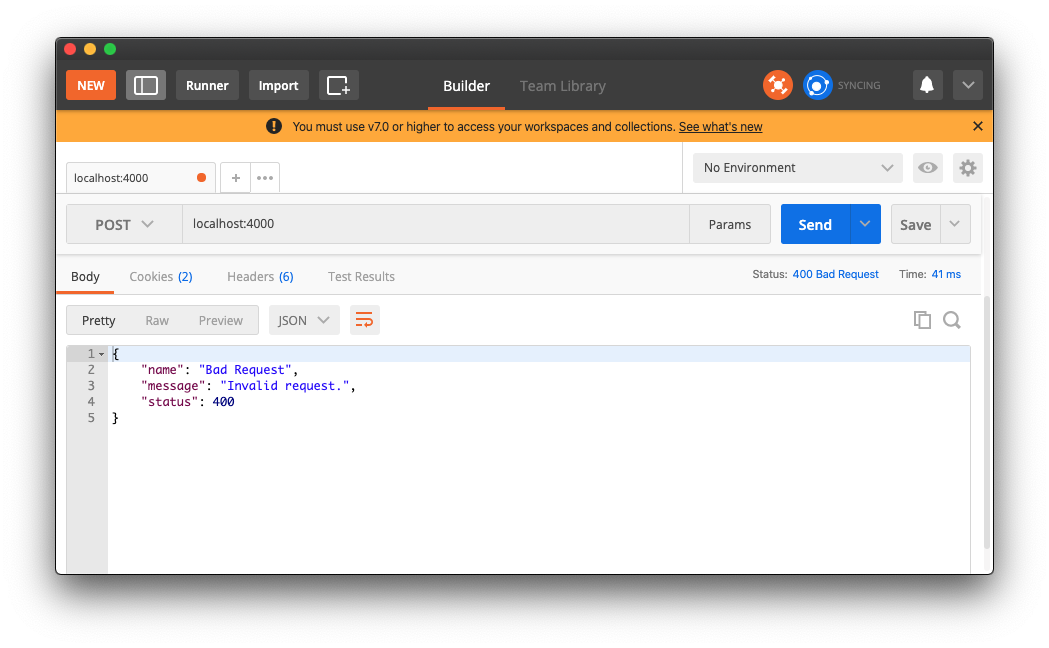 NEW Runner Import Builder Team Library SYNCING
You must use v7.0 or higher to access your workspaces and collections. See what's new
localhost:4000 + No Environment
POST localhost:4000 Params Send Save
Body Cookies (2) Headers (6) Test Results Status: 400 Bad Request Time: 41 ms
Pretty Raw Preview JSON
1 {
2 "name": "Bad Request",
3 "message": "Invalid request.",
4 "status": 400
5 }